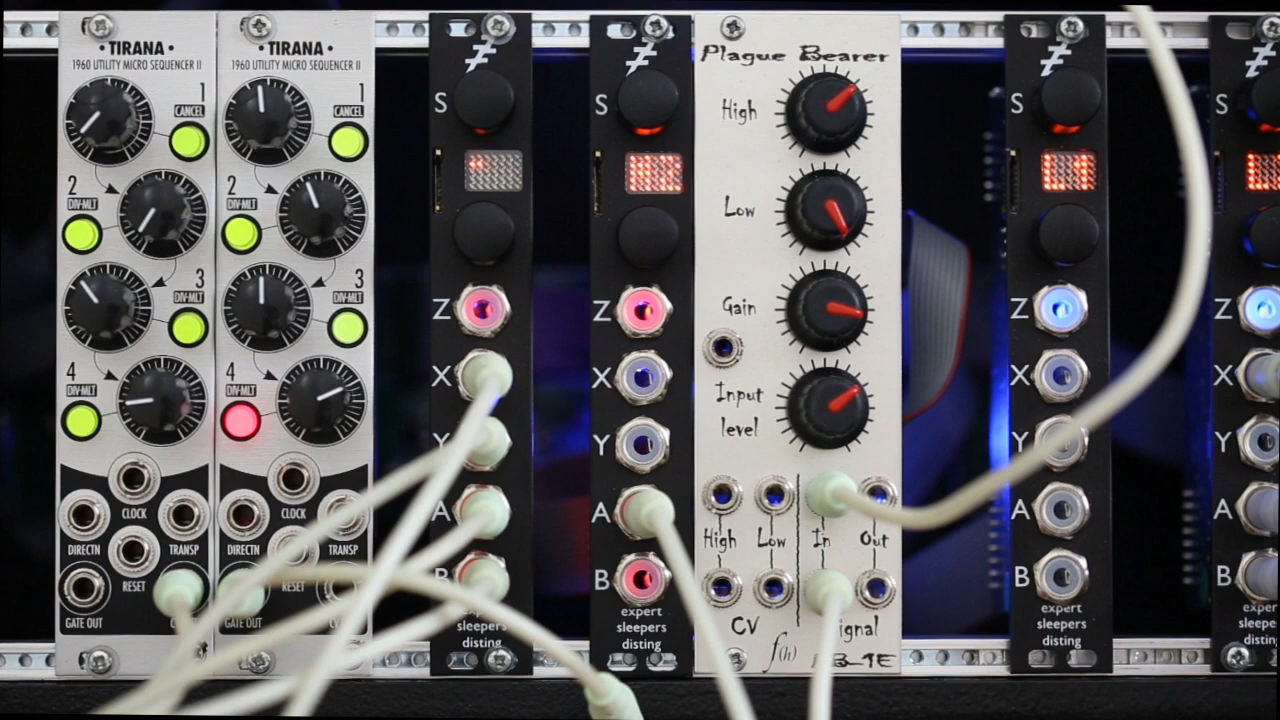 • TIRANA •
1960 UTILITY MICRO SEQUENCER II
1
CANCEL
2
DIV-MLT
3
DIV-MLT
4
DIV-MLT
CLOCK
DIRECTN
TRANSP
RESET
GATE OUT
• TIRANA •
1960 UTILITY MICRO SEQUENCER II
1
CANCEL
2
DIV-MLT
3
DIV-MLT
4
DIV-MLT
CLOCK
DIRECTN
TRANSP
RESET
GATE OUT
S
Z
X
Y
A
B
expert
sleepers
disting
S
Z
X
Y
A
B
expert
sleepers
disting
Plague Bearer
High
Low
Gain
Input
level
High Low In Out
CV
f(h)
S
Z
X
Y
A
B
expert
sleepers
disting
S
Z
X
Y
A
B